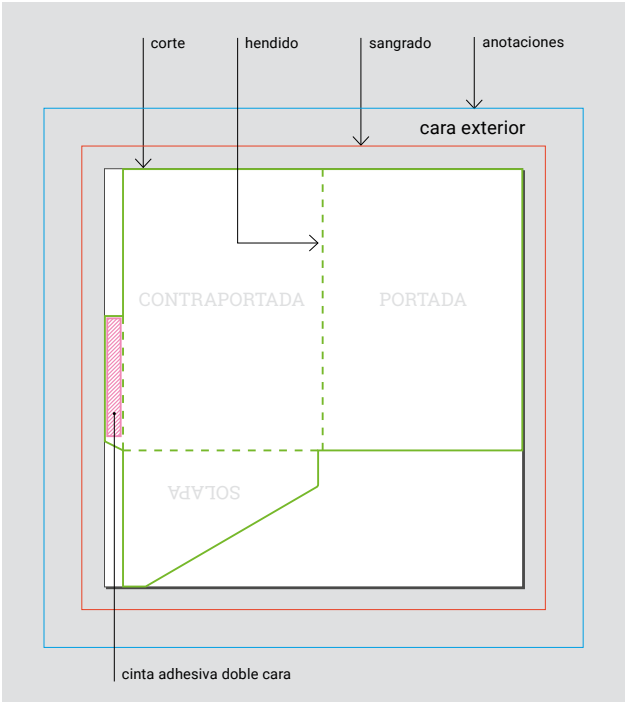 corte
hendido
sangrado
anotaciones
cara exterior
CONTRAPORTADA
PORTADA
SOLAPA
cinta adhesiva doble cara